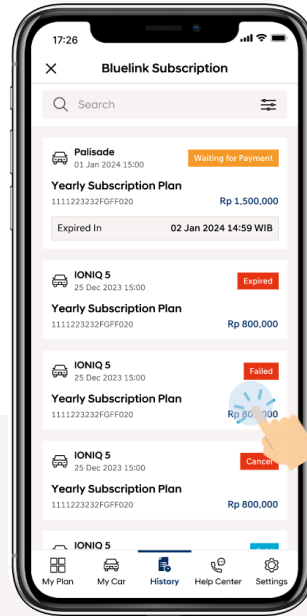 17:26
Bluelink Subscription
Search
Palisade
01 Jan 2024 15:00
Waiting for Payment
Yearly Subscription Plan
1111223232FGFF020
Rp 1,500,000
Expired In
02 Jan 2024 14:59 WIB
IONIQ 5
25 Dec 2023 15:00
Expired
Yearly Subscription Plan
1111223232FGFF020
Rp 800,000
IONIQ 5
25 Dec 2023 15:00
Failed
Yearly Subscription Plan
1111223232FGFF020
Rp 800,000
IONIQ 5
25 Dec 2023 15:00
Cancel
Yearly Subscription Plan
1111223232FGFF020
Rp 800,000
IONIQ 5
My Plan
My Car
History
Help Center
Settings